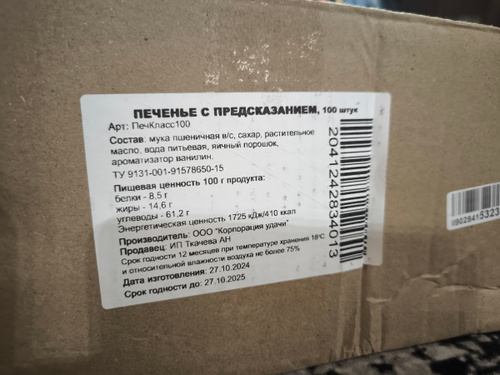 ПЕЧЕНЬЕ С ПРЕДСКАЗАНИЕМ, 100 штук
Арт: ПечКласс100
Состав: мука пшеничная в/с, сахар, растительное
масло, вода питьевая, яичный порошок,
ароматизатор ванилин.
ТУ 9131-001-91578650-15
Пищевая ценность 100 г продукта:
белки - 8,5 г
жиры - 14,6 г
углеводы - 61,2 г
Энергетическая ценность 1725 кДж/410 ккал
Производитель: ООО "Корпорация удачи"
Продавец: ИП Ткачева АН
Срок годности 12 месяцев при температуре хранения 18°С
и относительной влажности воздуха не более 75%
Дата изготовления: 27.10.2024
Срок годности до: 27.10.2025
2041242834013